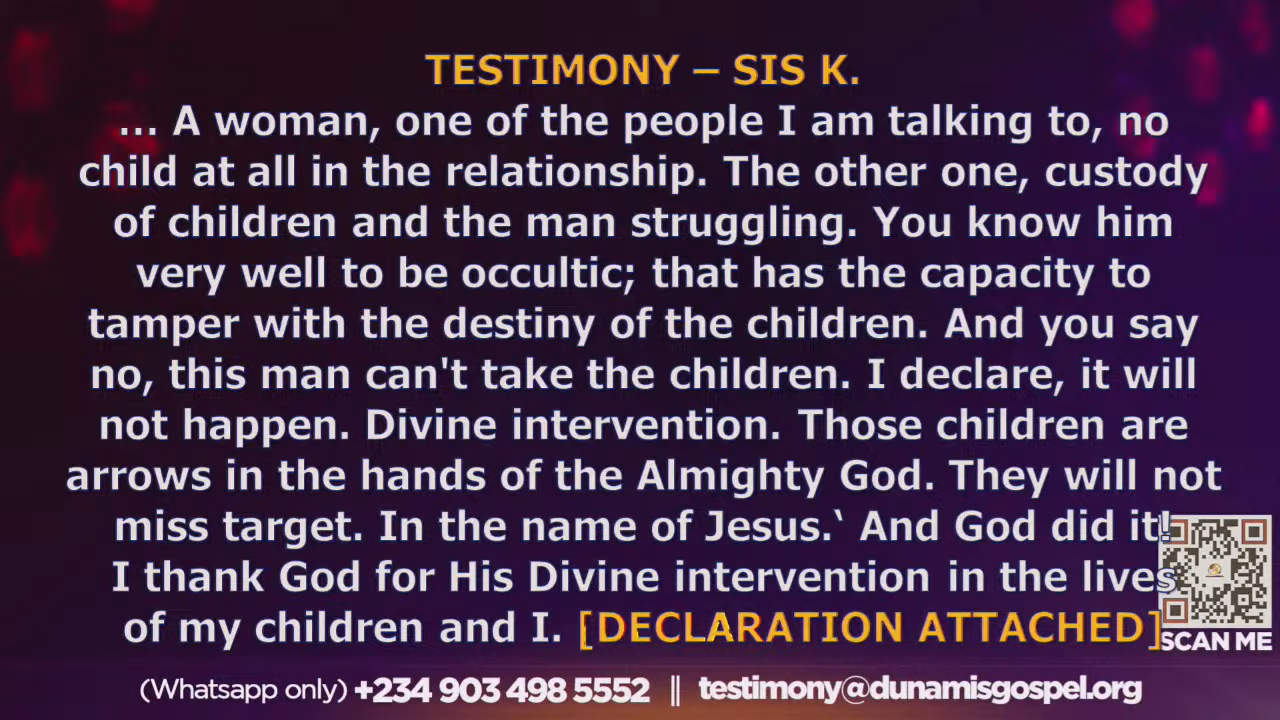 TESTIMONY – SIS K.
... A woman, one of the people I am talking to, no
child at all in the relationship. The other one, custody
of children and the man struggling. You know him
very well to be occultic; that has the capacity to
tamper with the destiny of the children. And you say
no, this man can't take the children. I declare, it will
not happen. Divine intervention. Those children are
arrows in the hands of the Almighty God. They will not
miss target. In the name of Jesus.‛ And God did it!
I thank God for His Divine intervention in the lives
of my children and I. [DECLARATION ATTACHED]
SCAN ME
(Whatsapp only) +234 903 498 5552 || testimony@dunamisgospel.org